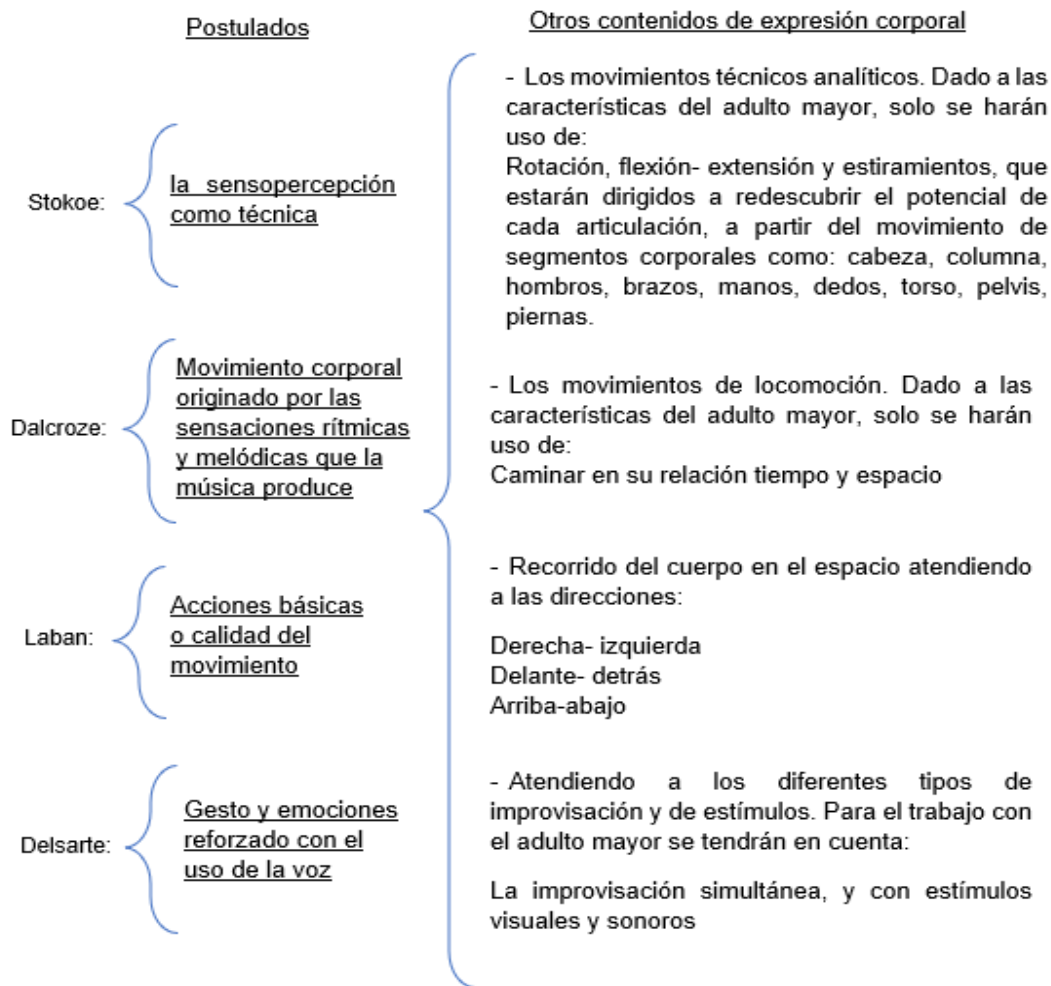 Postulados
Stokoe:
la sensopercepción
como técnica
Dalcroze:
Movimiento corporal
originado por las
sensaciones rítmicas
y melódicas que la
música produce
Laban:
Acciones básicas
o calidad del
movimiento
Delsarte:
Gesto y emociones
reforzado con el
uso de la voz
Otros contenidos de expresión corporal
- Los movimientos técnicos analíticos. Dado a las
características del adulto mayor, solo se harán
uso de:
Rotación, flexión- extensión y estiramientos, que
estarán dirigidos a redescubrir el potencial de
cada articulación, a partir del movimiento de
segmentos corporales como: cabeza, columna,
hombros, brazos, manos, dedos, torso, pelvis,
piernas.
- Los movimientos de locomoción. Dado a las
características del adulto mayor, solo se harán
uso de:
Caminar en su relación tiempo y espacio
- Recorrido del cuerpo en el espacio atendiendo
a las direcciones:
Derecha- izquierda
Delante- detrás
Arriba-abajo
- Atendiendo a los diferentes tipos de
improvisación y de estímulos. Para el trabajo con
el adulto mayor se tendrán en cuenta:
La improvisación simultánea, y con estímulos
visuales y sonoros